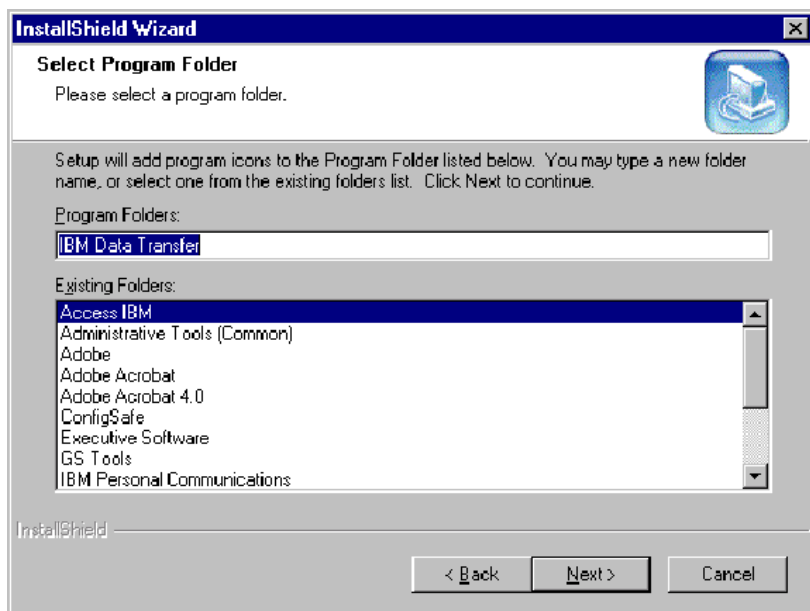 InstallShield Wizard
Select Program Folder
Please select a program folder.
Setup will add program icons to the Program Folder listed below. You may type a new folder
name, or select one from the existing folders list. Click Next to continue.
Program Folders:
IBM Data Transfer
Existing Folders:
Access IBM
Administrative Tools (Common)
Adobe
Adobe Acrobat
Adobe Acrobat 4.0
ConfigSafe
Executive Software
GS Tools
IBM Personal Communications
InstallShield
< Back
Next >
Cancel